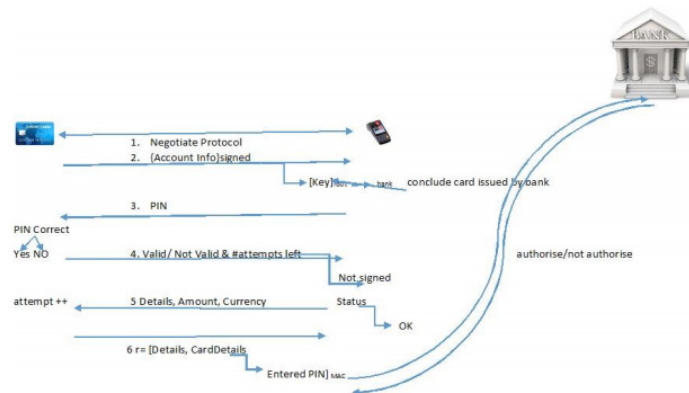 BANK
1. Negotiate Protocol
2. (Account Info)signed
[Key] bank conclude card issued by bank
3. PIN
PIN Correct
Yes NO
4. Valid/ Not Valid & #attempts left
authorise/not authorise
Not signed
attempt ++
5 Details, Amount, Currency
Status
OK
6 r= [Details, CardDetails
Entered PIN] MAC